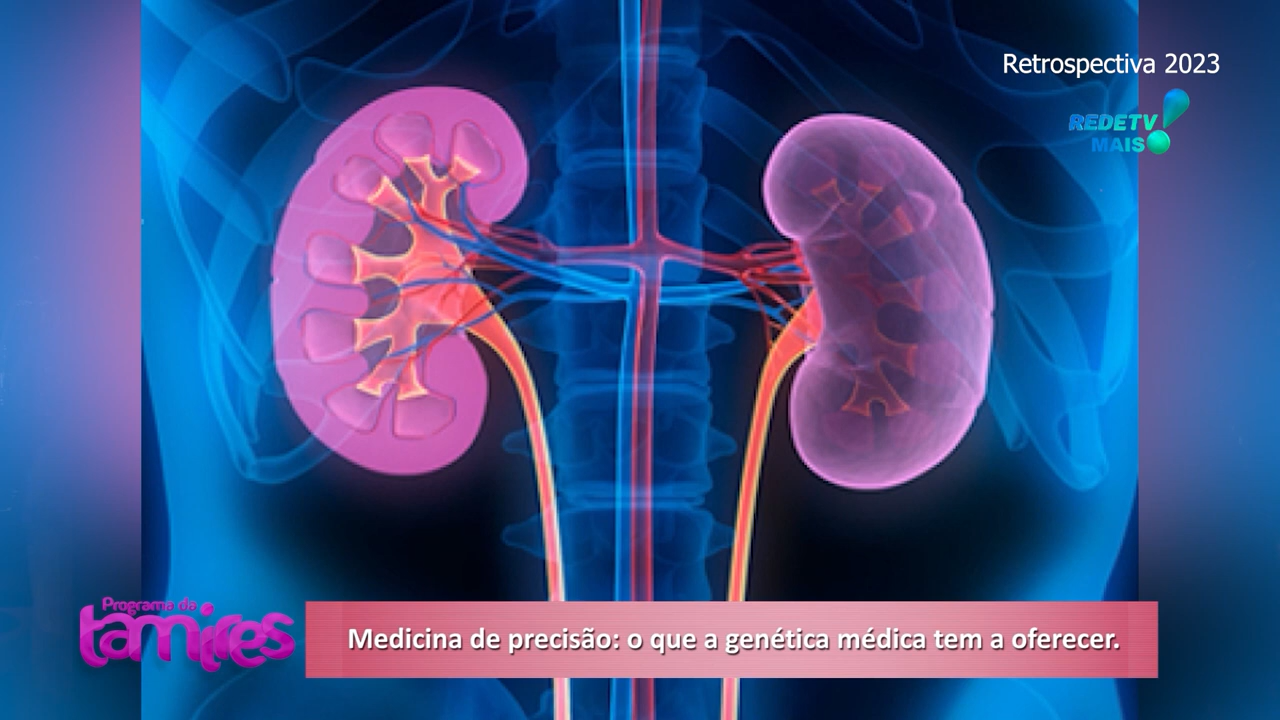 Retrospectiva 2023
REDETV
MAIS
Programa da
tamires
Medicina de precisão: o que a genética médica tem a oferecer.